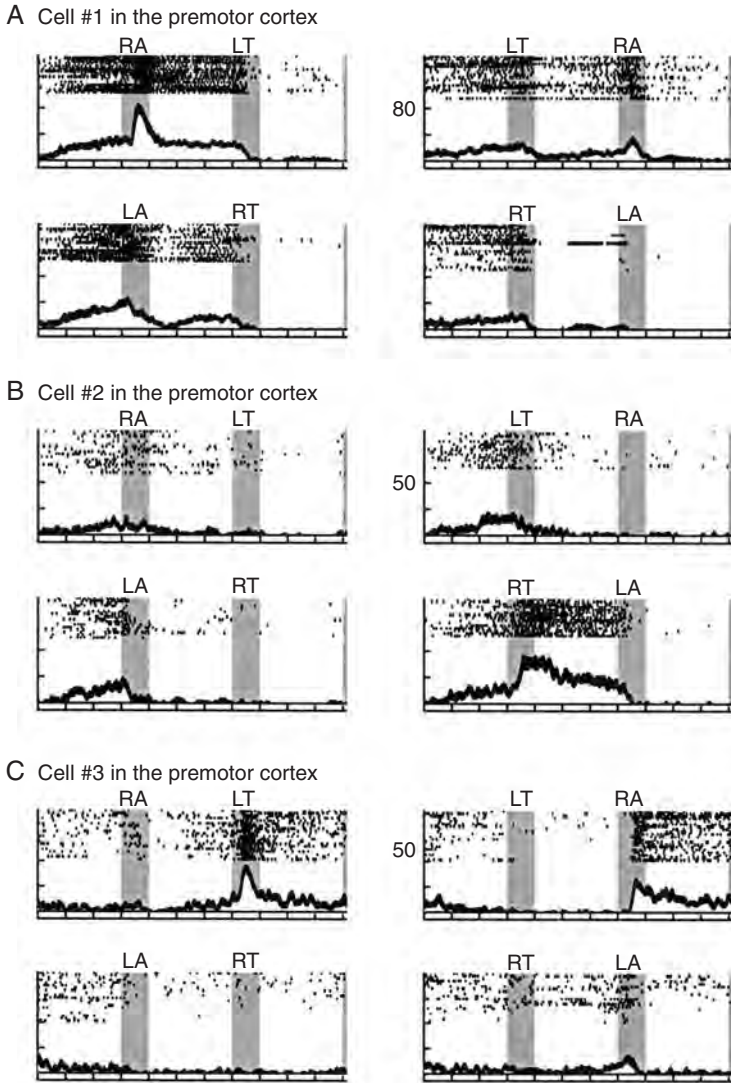 A Cell #1 in the premotor cortex
RA LT
LT RA
80
LA RT
RT LA
B Cell #2 in the premotor cortex
RA LT
LT RA
50
LA RT
RT LA
C Cell #3 in the premotor cortex
RA LT
LT RA
50
LA RT
RT LA